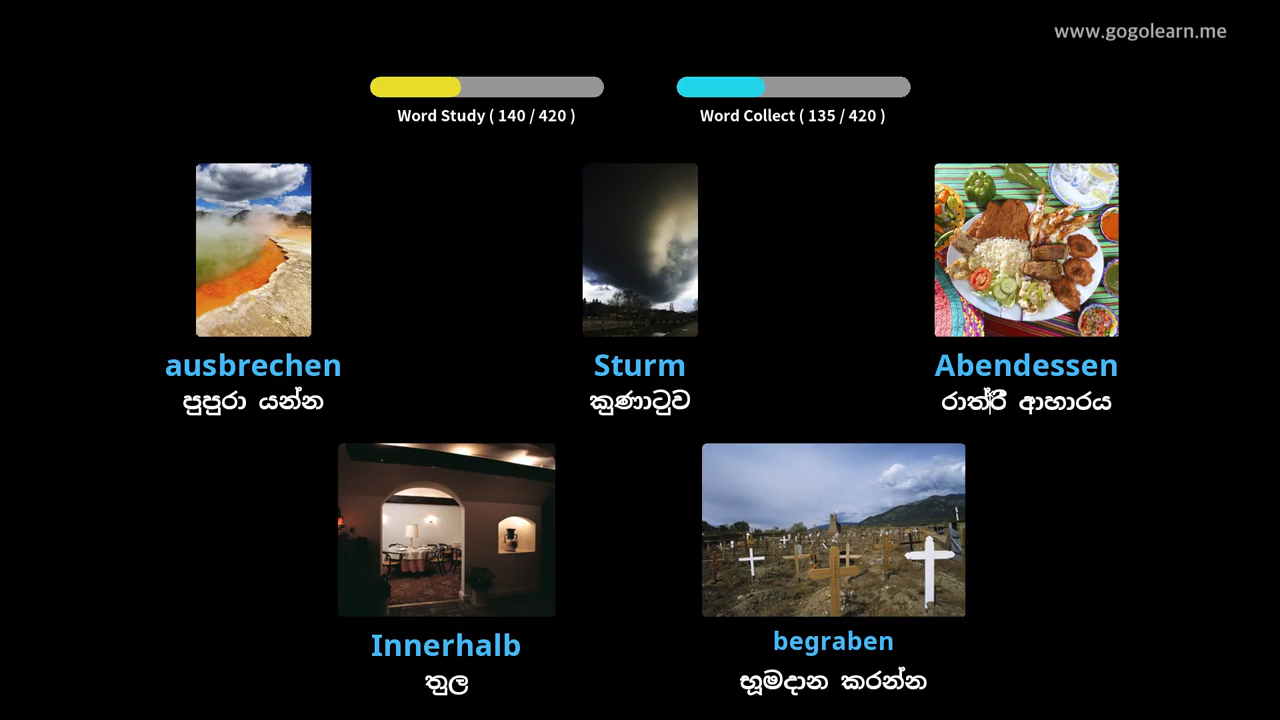 www.gogolearn.me
Word Study ( 140 / 420 )
Word Collect ( 135 / 420 )
ausbrechen
පුපුරා යන්න
Sturm
කුණාටුව
Abendessen
රාත්‍රී ආහාරය
Innerhalb
තුල
begraben
භූමදාන කරන්න